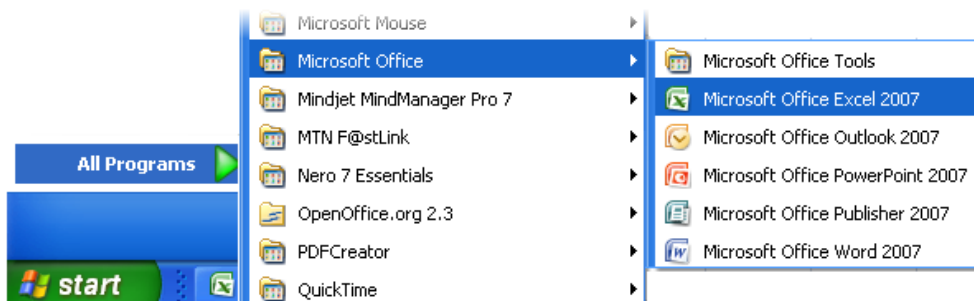 Microsoft Mouse
Microsoft Office
Mindjet MindManager Pro 7
MTN F@stLink
Nero 7 Essentials
OpenOffice.org 2.3
PDFCreator
QuickTime
Microsoft Office Tools
Microsoft Office Excel 2007
Microsoft Office Outlook 2007
Microsoft Office PowerPoint 2007
Microsoft Office Publisher 2007
Microsoft Office Word 2007
All Programs
start